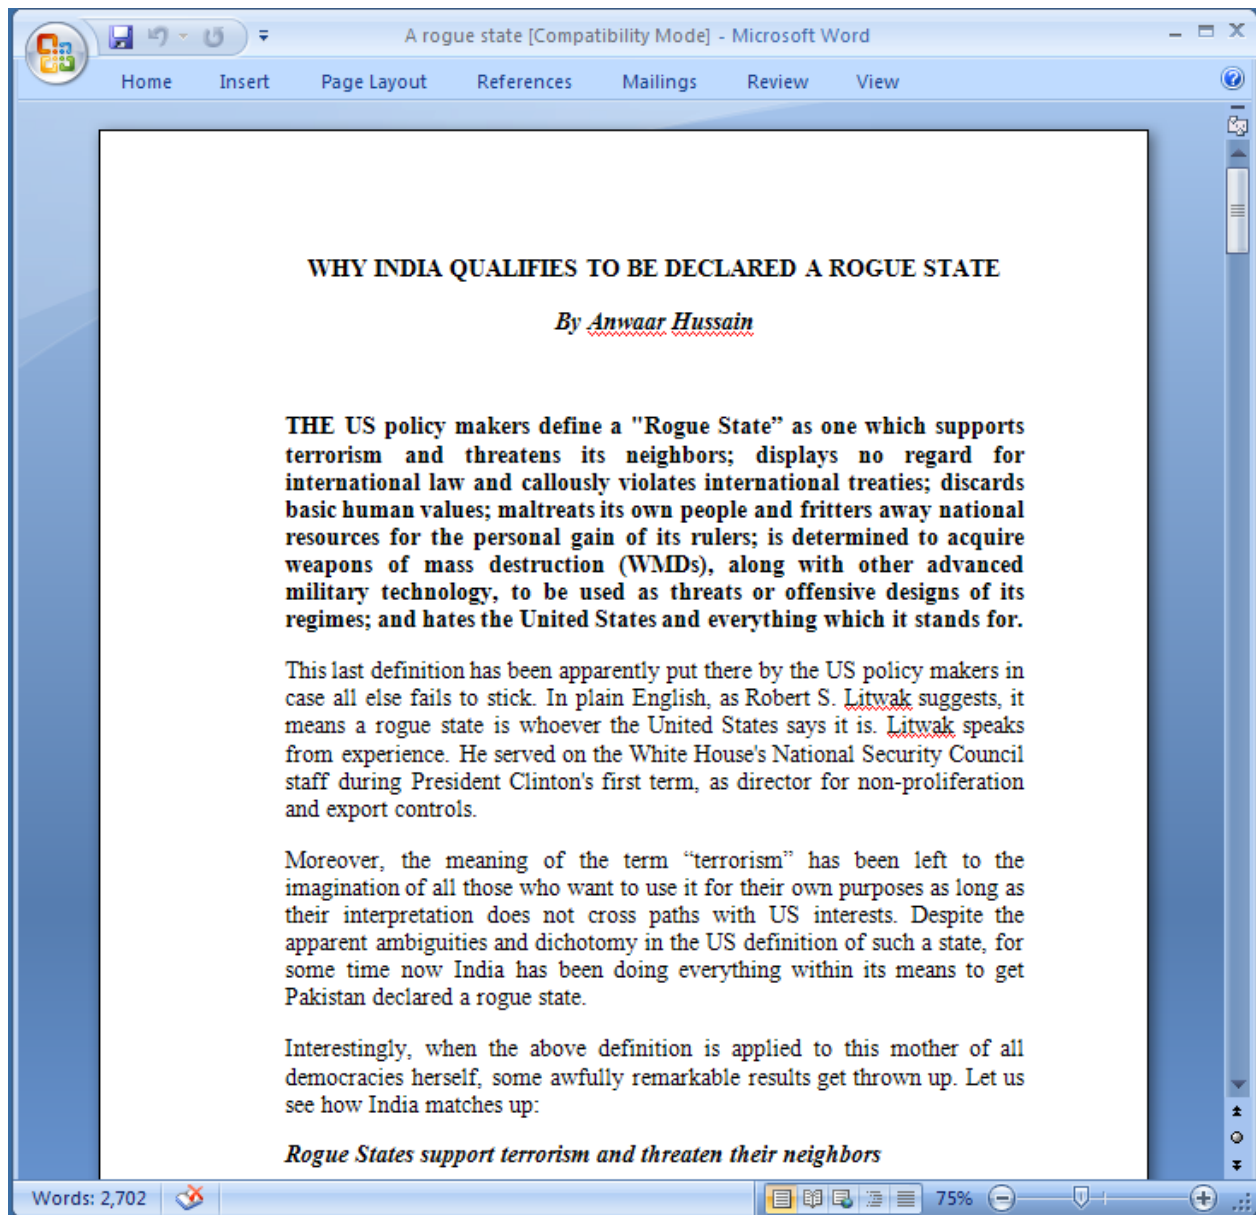 A rogue state [Compatibility Mode] - Microsoft Word
Home Insert Page Layout References Mailings Review View
WHY INDIA QUALIFIES TO BE DECLARED A ROGUE STATE
By Anwaar Hussain
THE US policy makers define a "Rogue State” as one which supports
terrorism and threatens its neighbors; displays no regard for
international law and callously violates international treaties; discards
basic human values; maltreats its own people and fritters away national
resources for the personal gain of its rulers; is determined to acquire
weapons of mass destruction (WMDs), along with other advanced
military technology, to be used as threats or offensive designs of its
regimes; and hates the United States and everything which it stands for.
This last definition has been apparently put there by the US policy makers in
case all else fails to stick. In plain English, as Robert S. Litwak suggests, it
means a rogue state is whoever the United States says it is. Litwak speaks
from experience. He served on the White House's National Security Council
staff during President Clinton's first term, as director for non-proliferation
and export controls.
Moreover, the meaning of the term “terrorism” has been left to the
imagination of all those who want to use it for their own purposes as long as
their interpretation does not cross paths with US interests. Despite the
apparent ambiguities and dichotomy in the US definition of such a state, for
some time now India has been doing everything within its means to get
Pakistan declared a rogue state.
Interestingly, when the above definition is applied to this mother of all
democracies herself, some awfully remarkable results get thrown up. Let us
see how India matches up:
Rogue States support terrorism and threaten their neighbors
Words: 2,702 75%